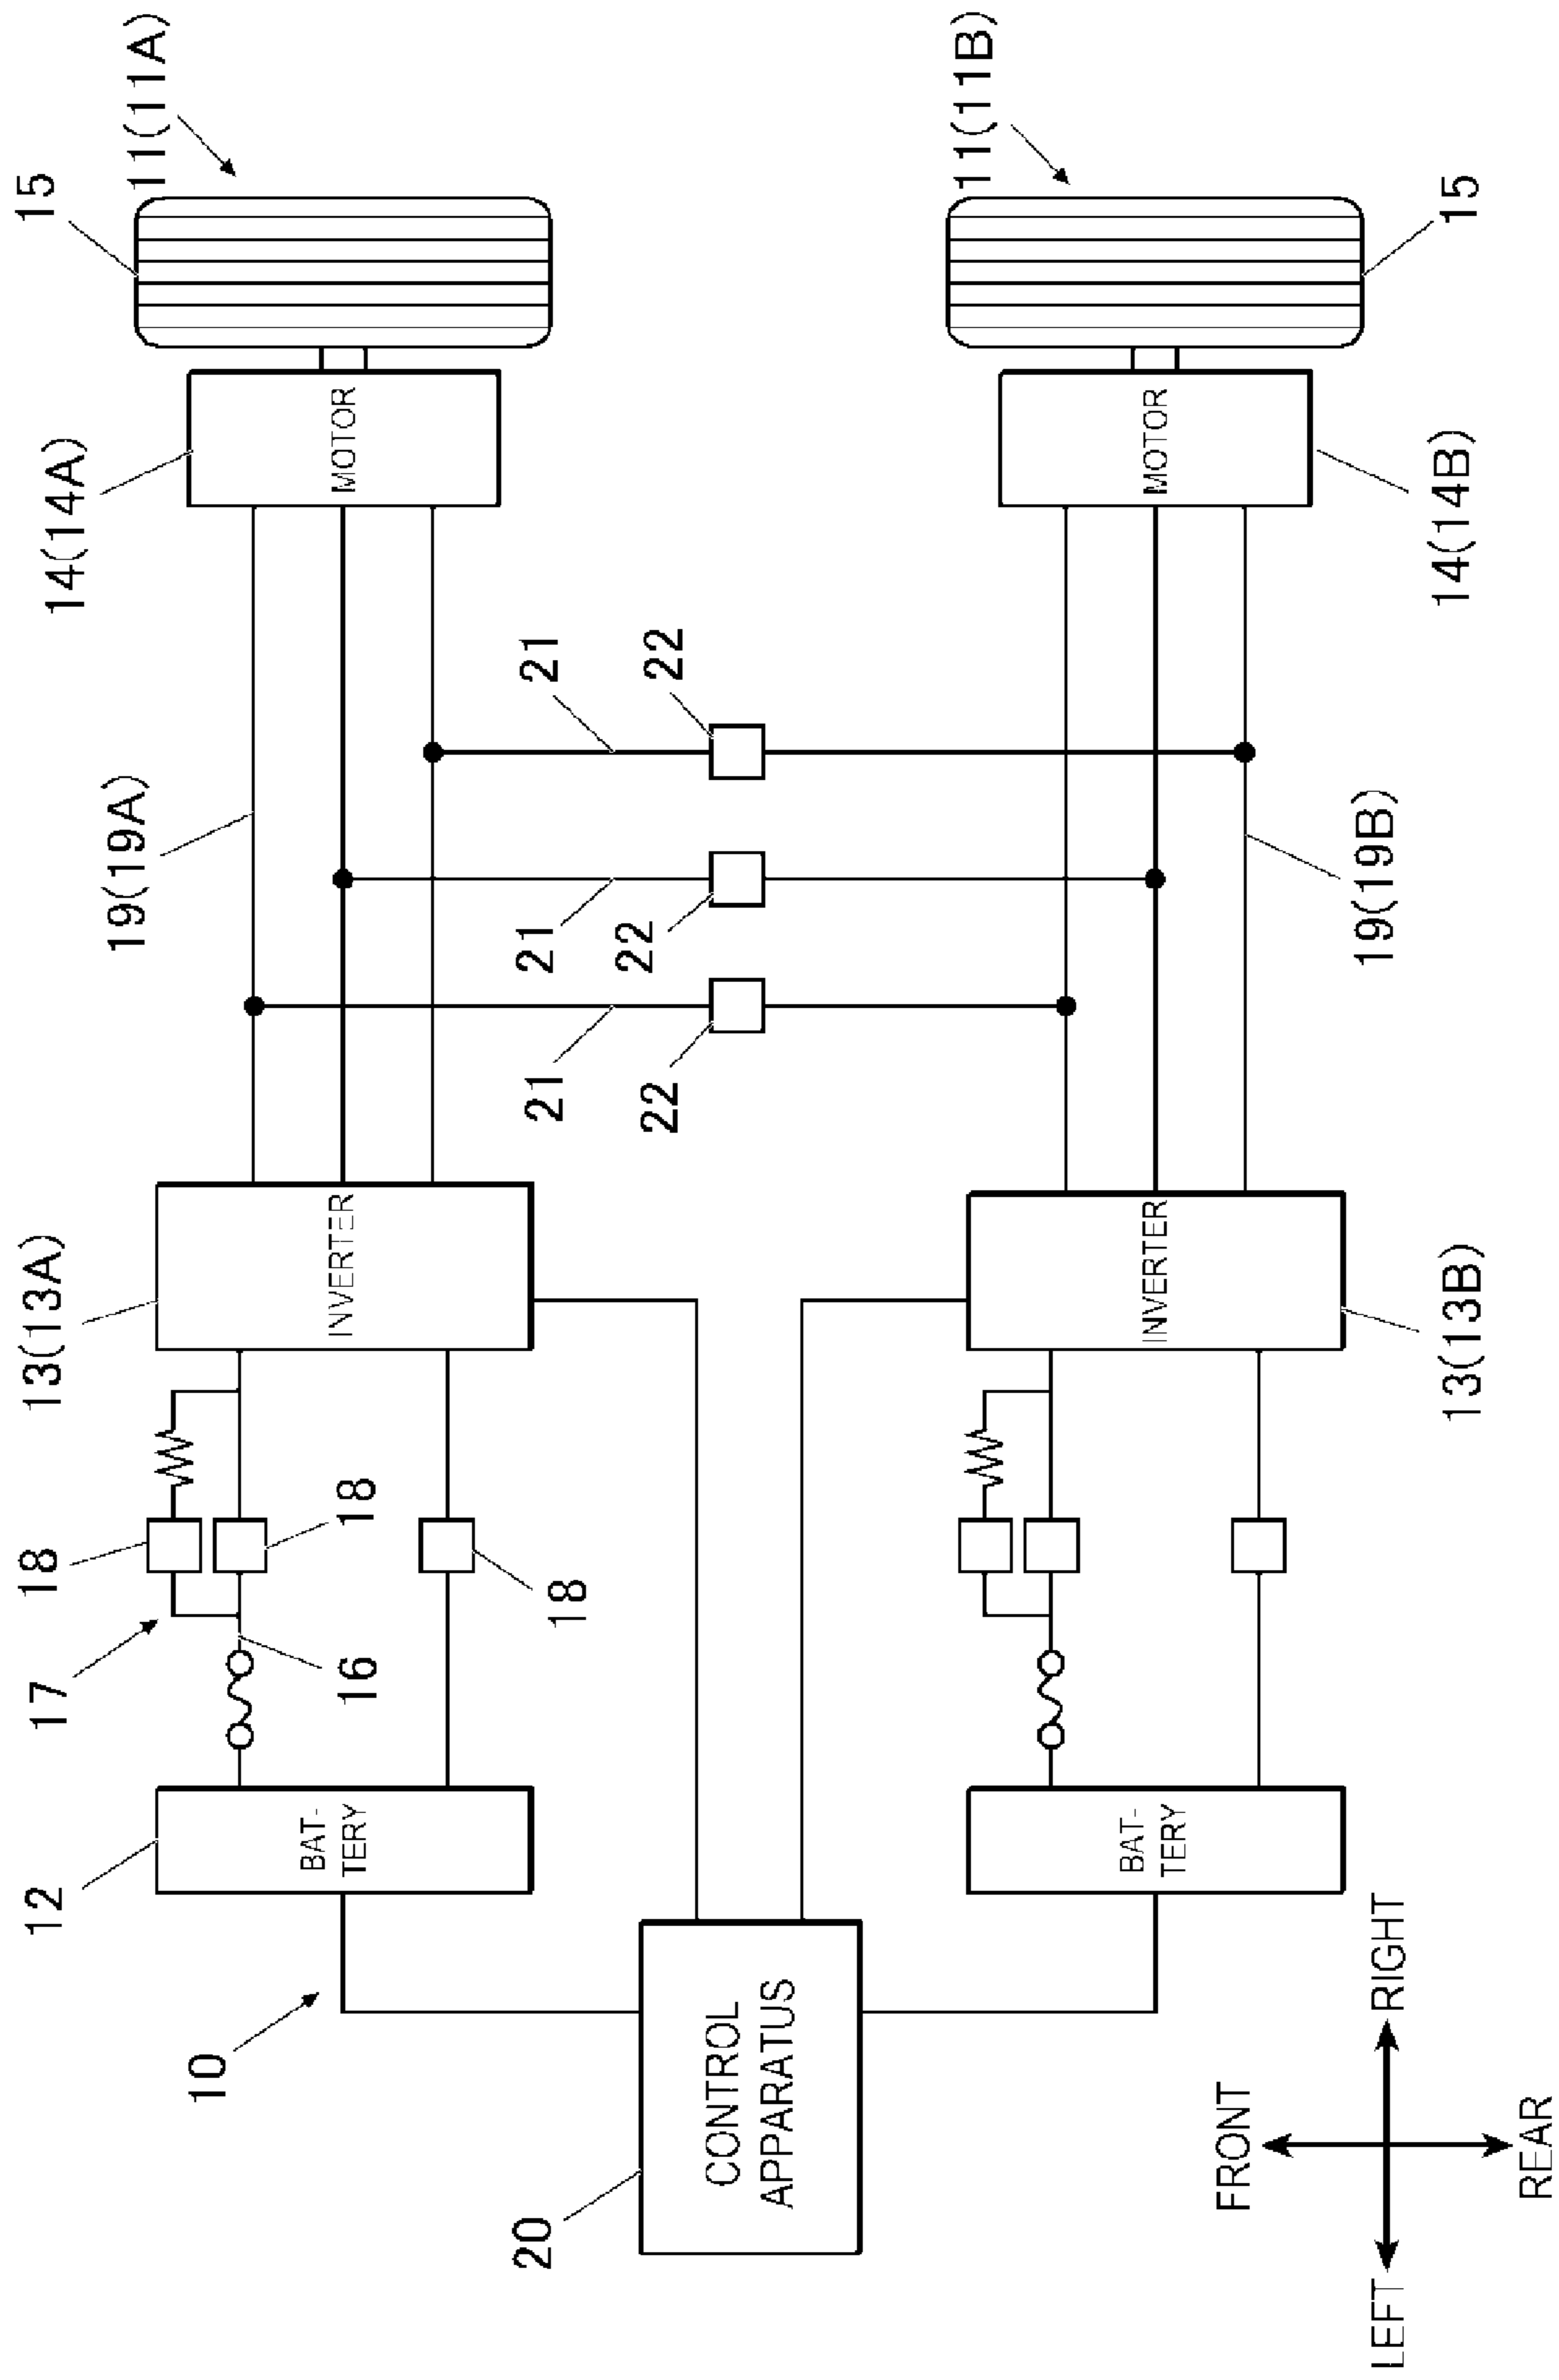 12
17
18
13(13A)
14(14A)
15
19(19A)
11(11A)
10
BAT-
TERY
16
18
INVERTER
MOTOR
20
18
21
21
21
22
22
22
CONTROL
APPARATUS
11(11B)
BAT-
TERY
INVERTER
MOTOR
FRONT
LEFT
RIGHT
19(19B)
13(13B)
14(14B)
15
REAR